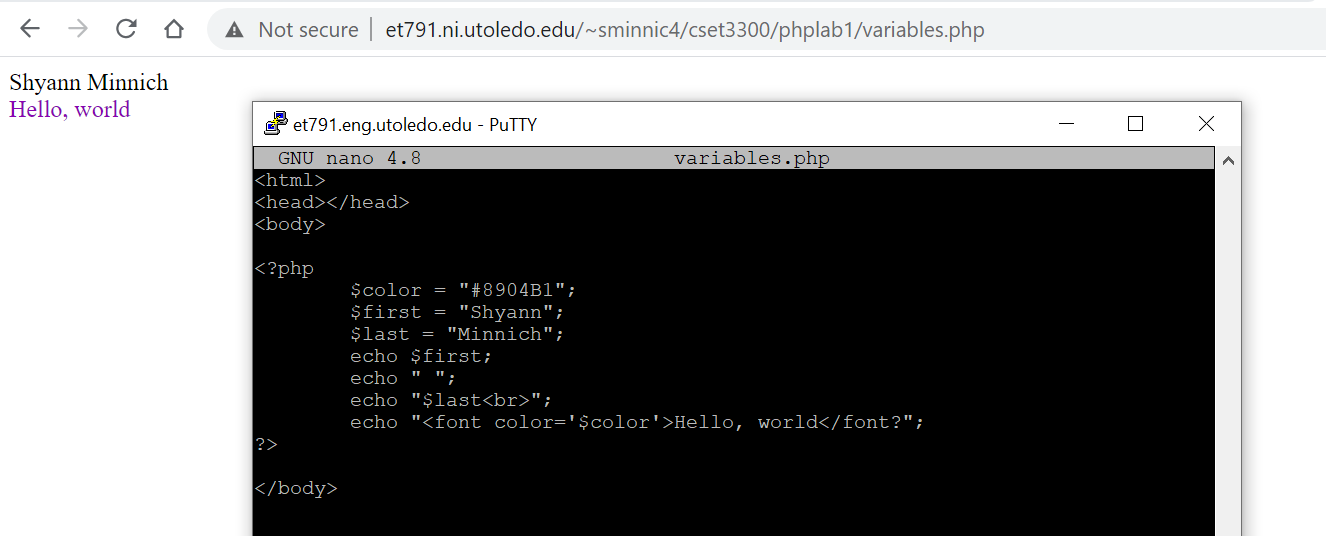 Not secure | et791.ni.utoledo.edu/~sminnic4/cset3300/phplab1/variables.php
Shyann Minnich
Hello, world
et791.eng.utoledo.edu - PuTTY
GNU nano 4.8 variables.php
<html>
<head></head>
<body>
<?php
$color = "#8904B1";
$first = "Shyann";
$last = "Minnich";
echo $first;
echo " ";
echo "$last<br>";
echo "<font color='$color'>Hello, world</font?";
?>
</body>